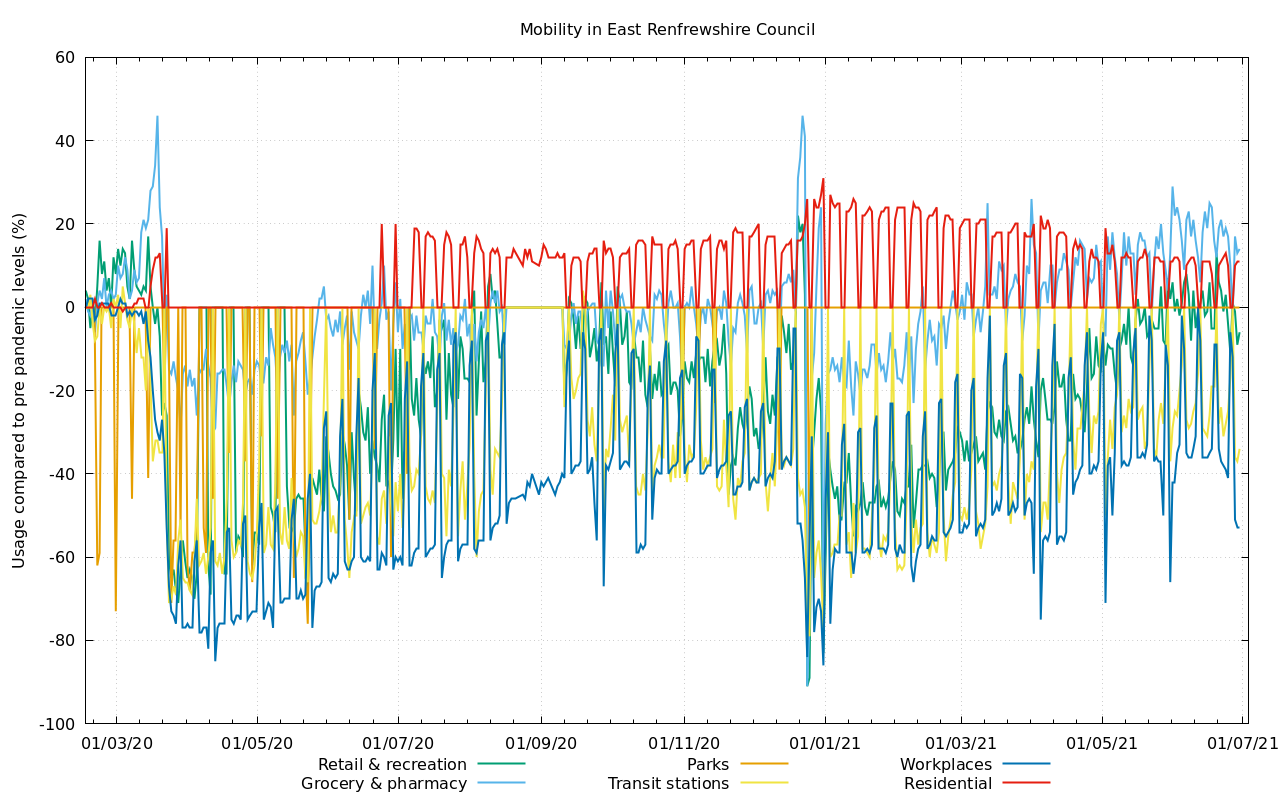 Mobility in East Renfrewshire Council
Usage compared to pre pandemic levels (%)
60
40
20
0
-20
-40
-60
-80
-100
01/03/20 01/05/20 01/07/20 01/09/20 01/11/20 01/01/21 01/03/21 01/05/21 01/07/21
Retail & recreation Parks Workplaces
Grocery & pharmacy Transit stations Residential